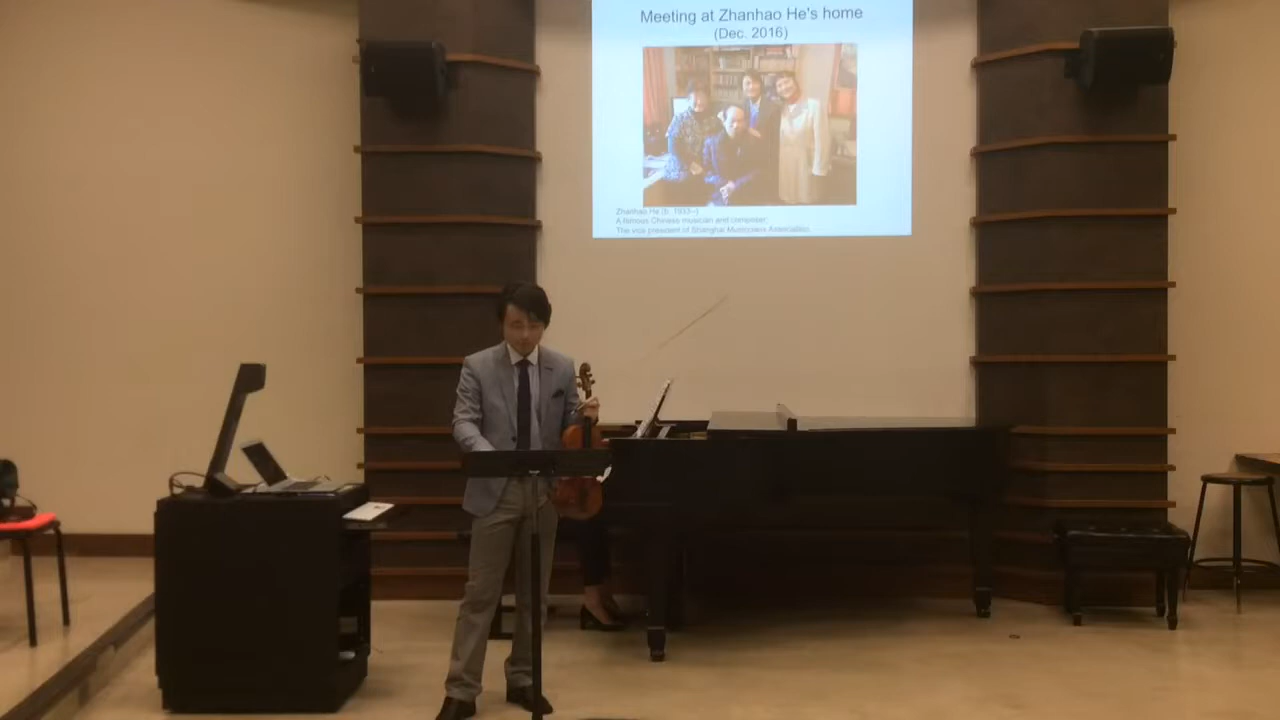 Meeting at Zhanhao He's home
(Dec. 2016)
Zhanhao He (b. 1933--)
A famous Chinese musician and composer;
The vice president of Shanghai Musicians Association